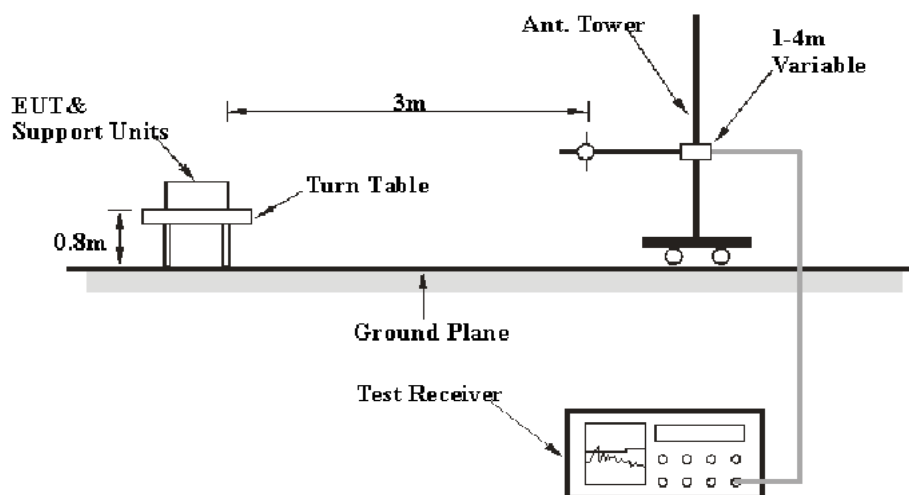 Ant. Tower
1-4m
Variable
EUT&
Support Units
3m
Turn Table
0.8m
Ground Plane
Test Receiver